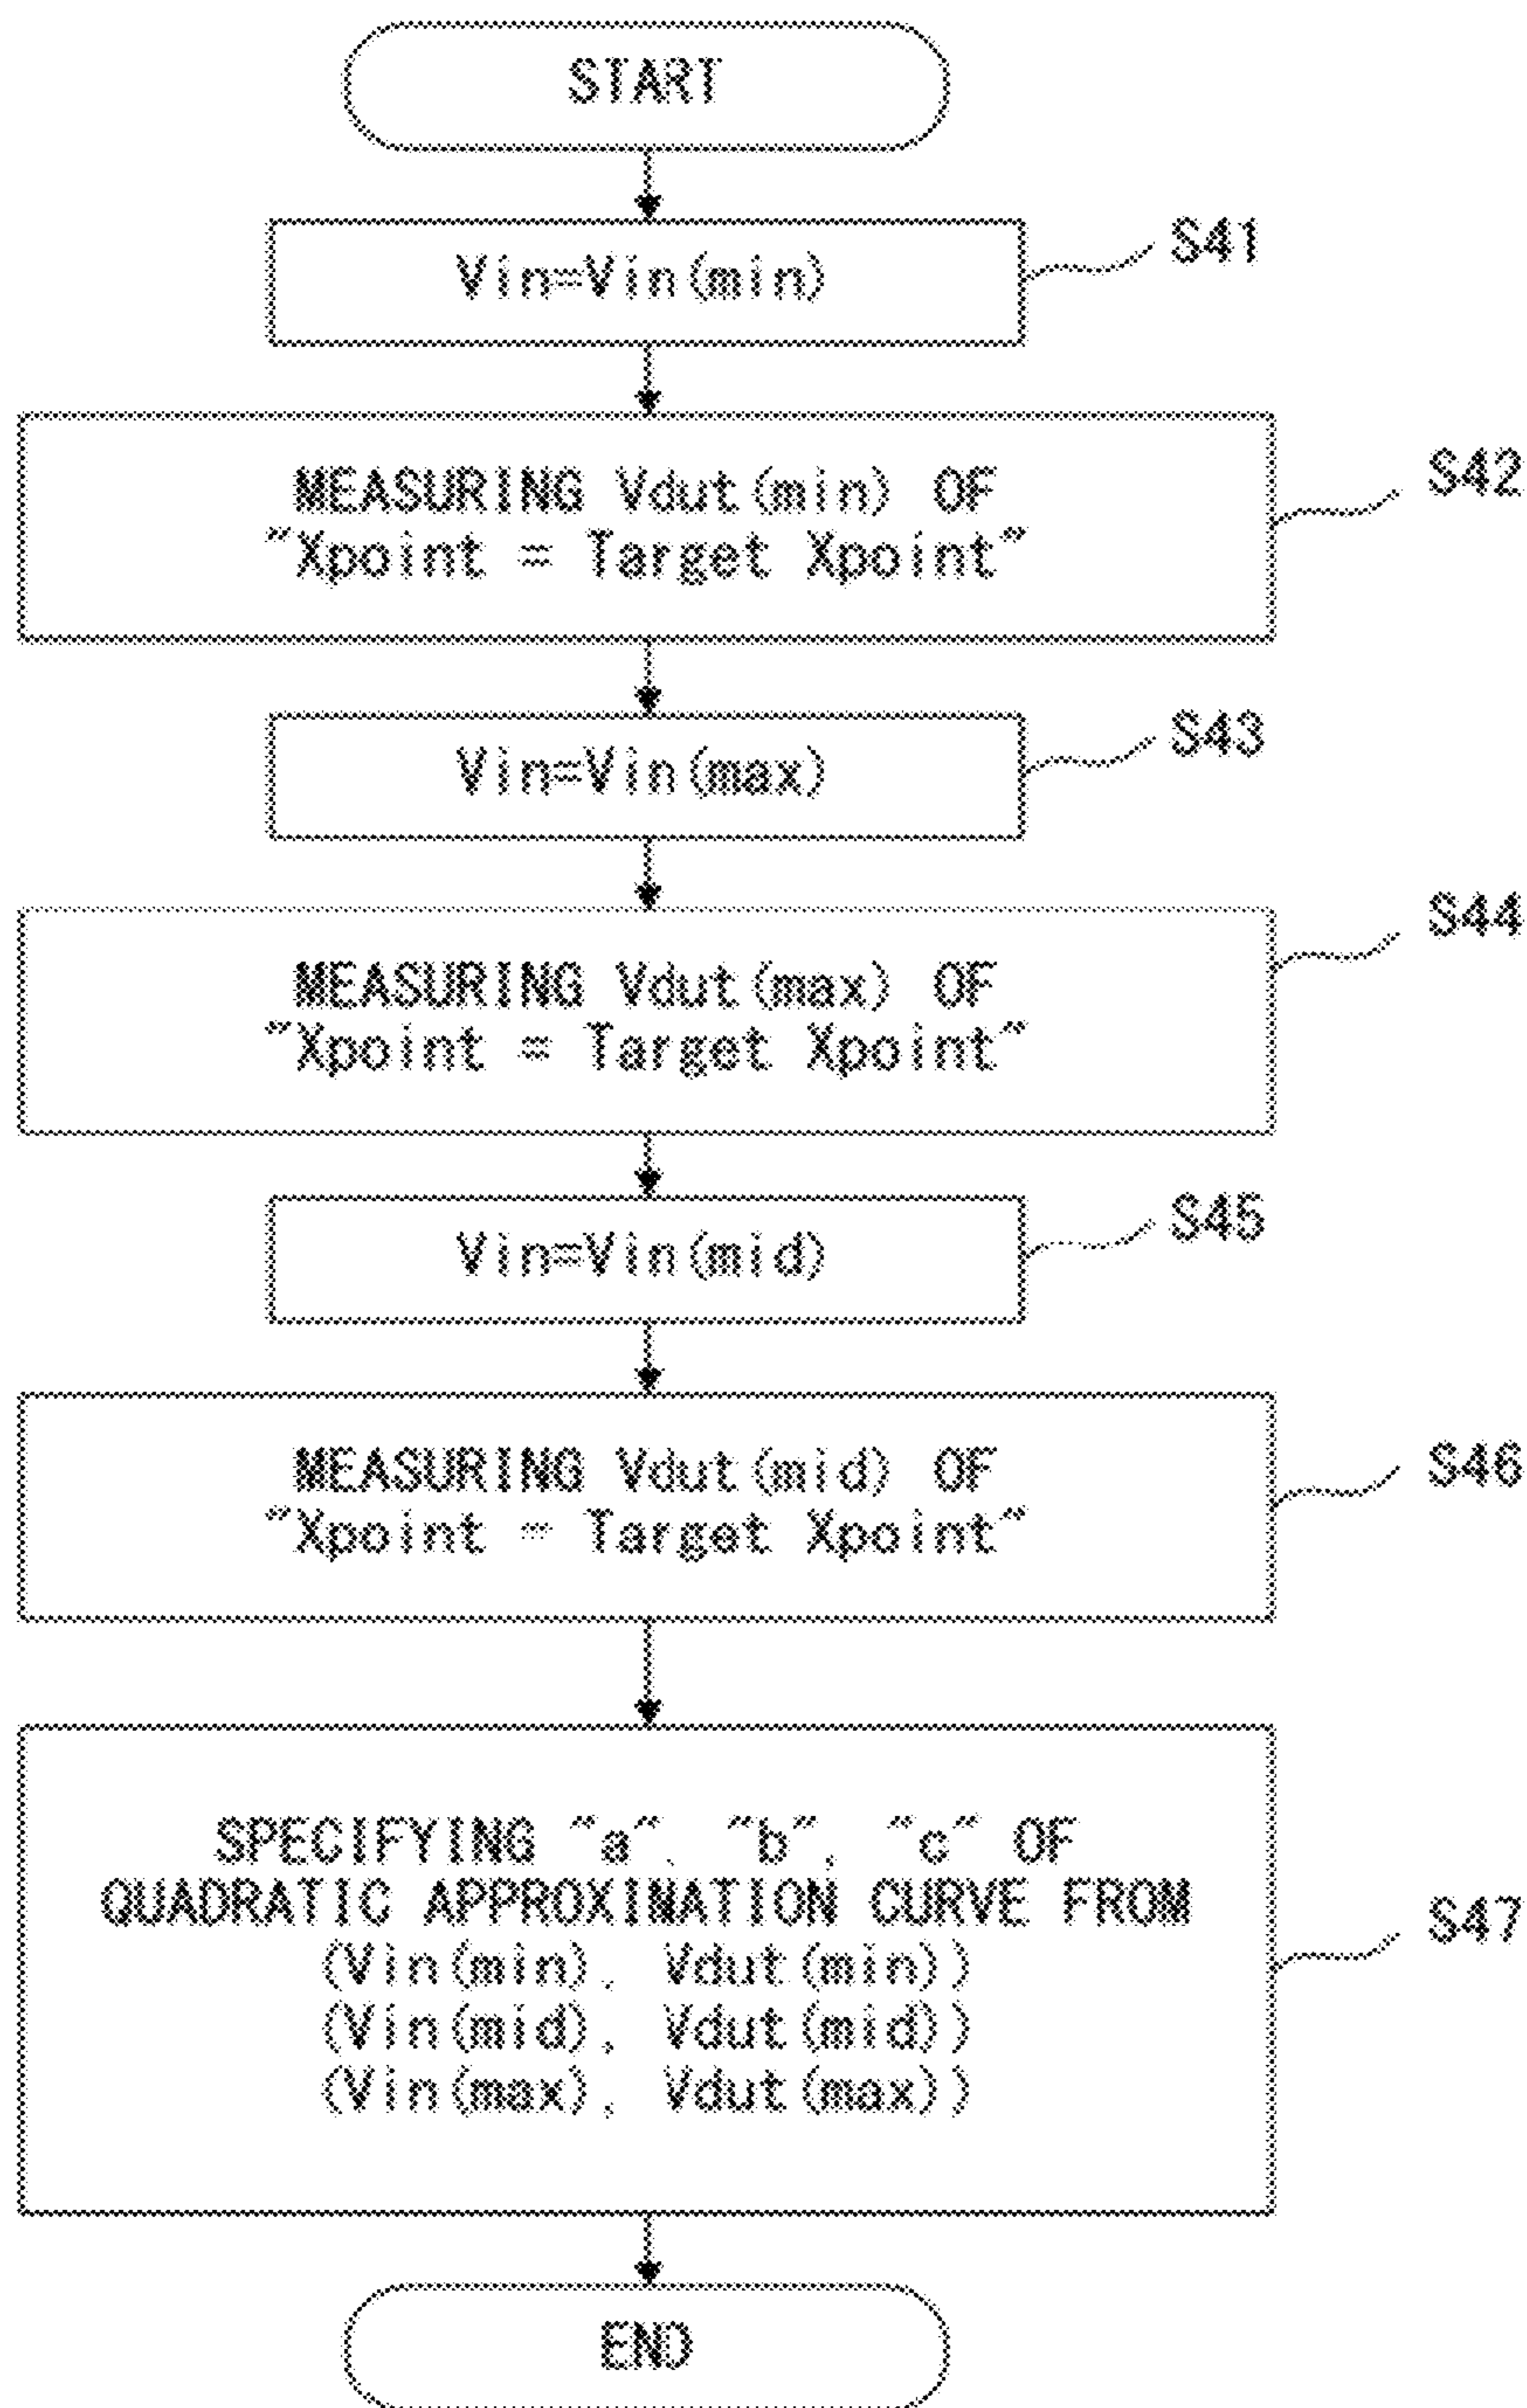 START
Vin=Vin(min)
S41
MEASURING Vdut(min) OF
"Xpoint = Target Xpoint"
S42
Vin=Vin(max)
S43
MEASURING Vdut(max) OF
"Xpoint = Target Xpoint"
S44
Vin=Vin(mid)
S45
MEASURING Vdut(mid) OF
"Xpoint = Target Xpoint"
S46
SPECIFYING "a", "b", "c" OF
QUADRATIC APPROXIMATION CURVE FROM
(Vin(min), Vdut(min))
(Vin(mid), Vdut(mid))
(Vin(max), Vdut(max))
S47
END